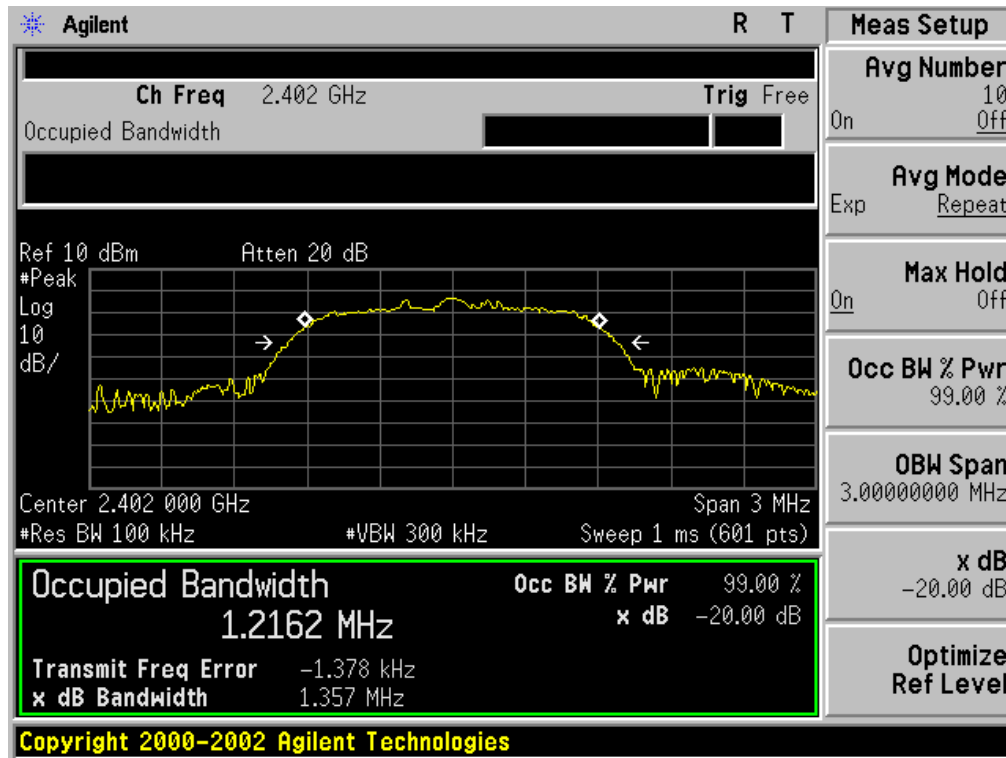 Agilent R T Meas Setup
Ch Freq 2.402 GHz Trig Free
Occupied Bandwidth
Avg Number
10
On Off
Avg Mode
Exp Repeat
Max Hold
On Off
Occ BW % Pwr
99.00 %
OBW Span
3.00000000 MHz
x dB
-20.00 dB
Optimize
Ref Level
Ref 10 dBm Atten 20 dB
#Peak
Log
10
dB/
Center 2.402 000 GHz Span 3 MHz
#Res BW 100 kHz #VBW 300 kHz Sweep 1 ms (601 pts)
Occupied Bandwidth Occ BW % Pwr 99.00 %
1.2162 MHz x dB -20.00 dB
Transmit Freq Error -1.378 kHz
x dB Bandwidth 1.357 MHz
Copyright 2000-2002 Agilent Technologies